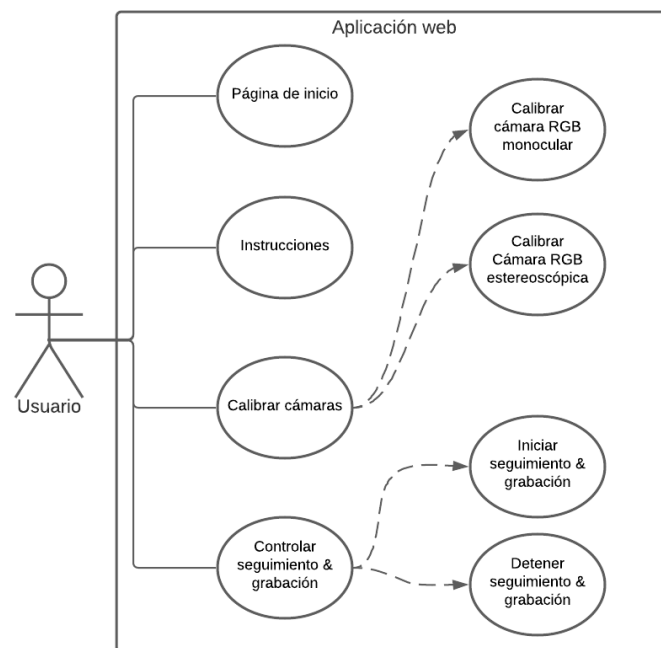 Aplicación web
Página de inicio
Calibrar
cámara RGB
monocular
Instrucciones
Calibrar
Cámara RGB
estereoscópica
Usuario
Calibrar cámaras
Iniciar
seguimiento &
grabación
Controlar
seguimiento &
grabación
Detener
seguimiento &
grabación